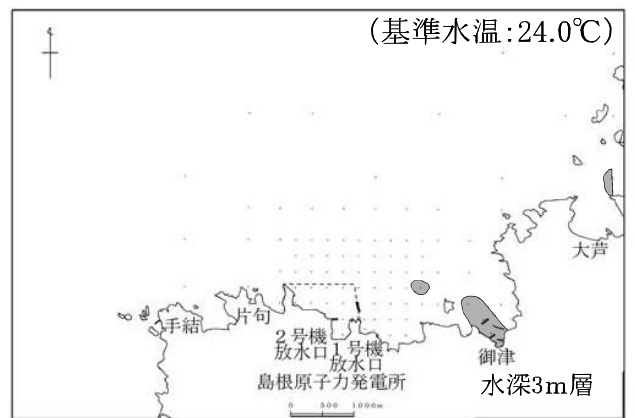 (基準水温:24.0℃)
大芦
手結
片句
2号機
放水口
1号機
放水口
御津
島根原子力発電所
水深3m層
0 500 1000m